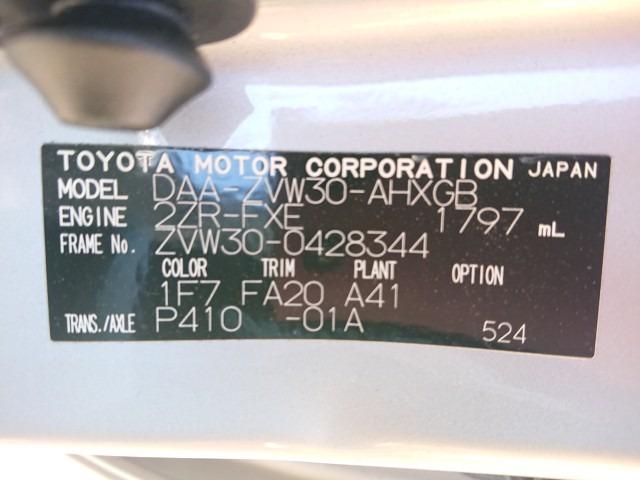 TOYOTA MOTOR CORPORATION JAPAN
MODEL DAA-ZVW30-AHXGB
ENGINE 2ZR-FXE 1797 mL
FRAME No. ZVW30-0428344
COLOR TRIM PLANT OPTION
1F7 FA20 A41
TRANS./AXLE P410 -01A 524